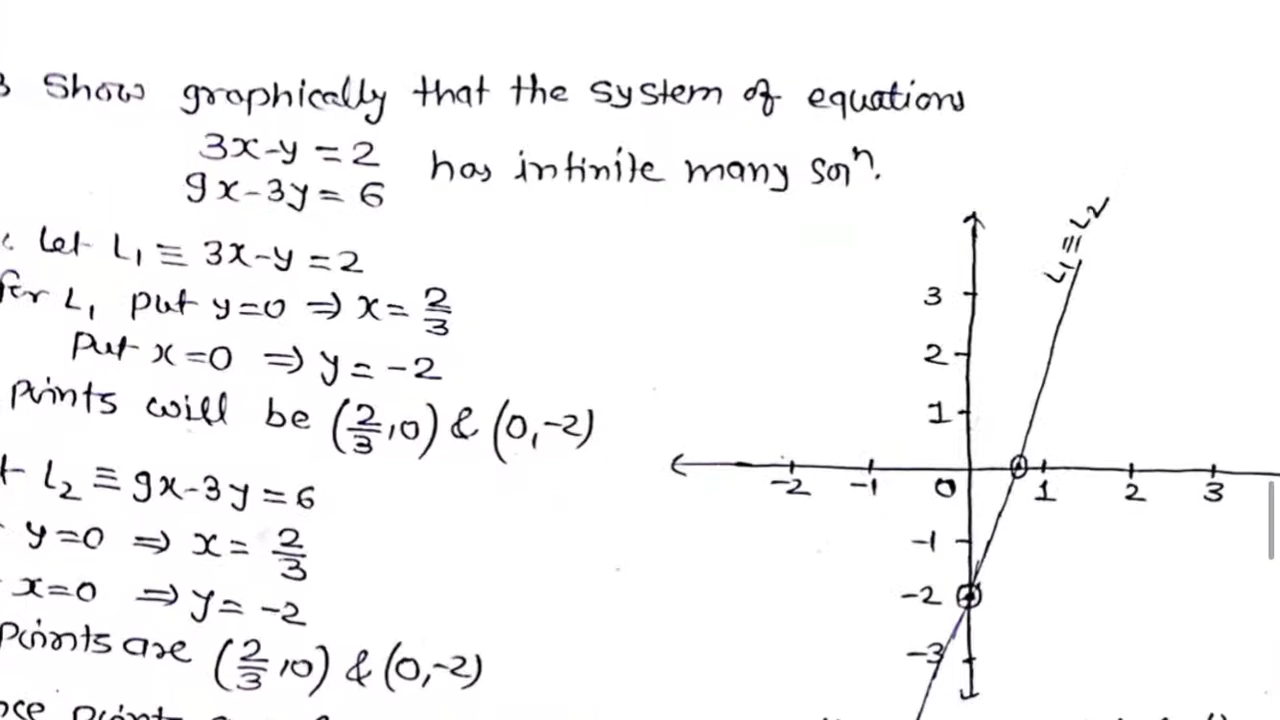 Show graphically that the system of equations
3x-y=2
9x-3y=6
has infinite many solⁿ.
Let L₁ ≡ 3x-y=2
for L₁ put y=0 ⇒ x= 2/3
Put x=0 ⇒ y= -2
points will be (2/3,0) & (0,-2)
L₂ ≡ 9x-3y=6
y=0 ⇒ x= 2/3
x=0 ⇒ y= -2
points are (2/3,0) & (0,-2)
L₁ ≡ L₂
3
2
1
-2 -1 0 1 2 3
-1
-2
-3